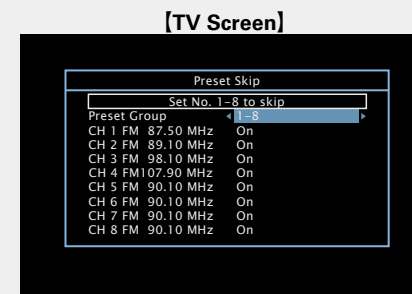 【TV Screen】
Preset Skip
Set No. 1-8 to skip
Preset Group 1-8
CH 1 FM 87.50 MHz On
CH 2 FM 89.10 MHz On
CH 3 FM 98.10 MHz On
CH 4 FM107.90 MHz On
CH 5 FM 90.10 MHz On
CH 6 FM 90.10 MHz On
CH 7 FM 90.10 MHz On
CH 8 FM 90.10 MHz On